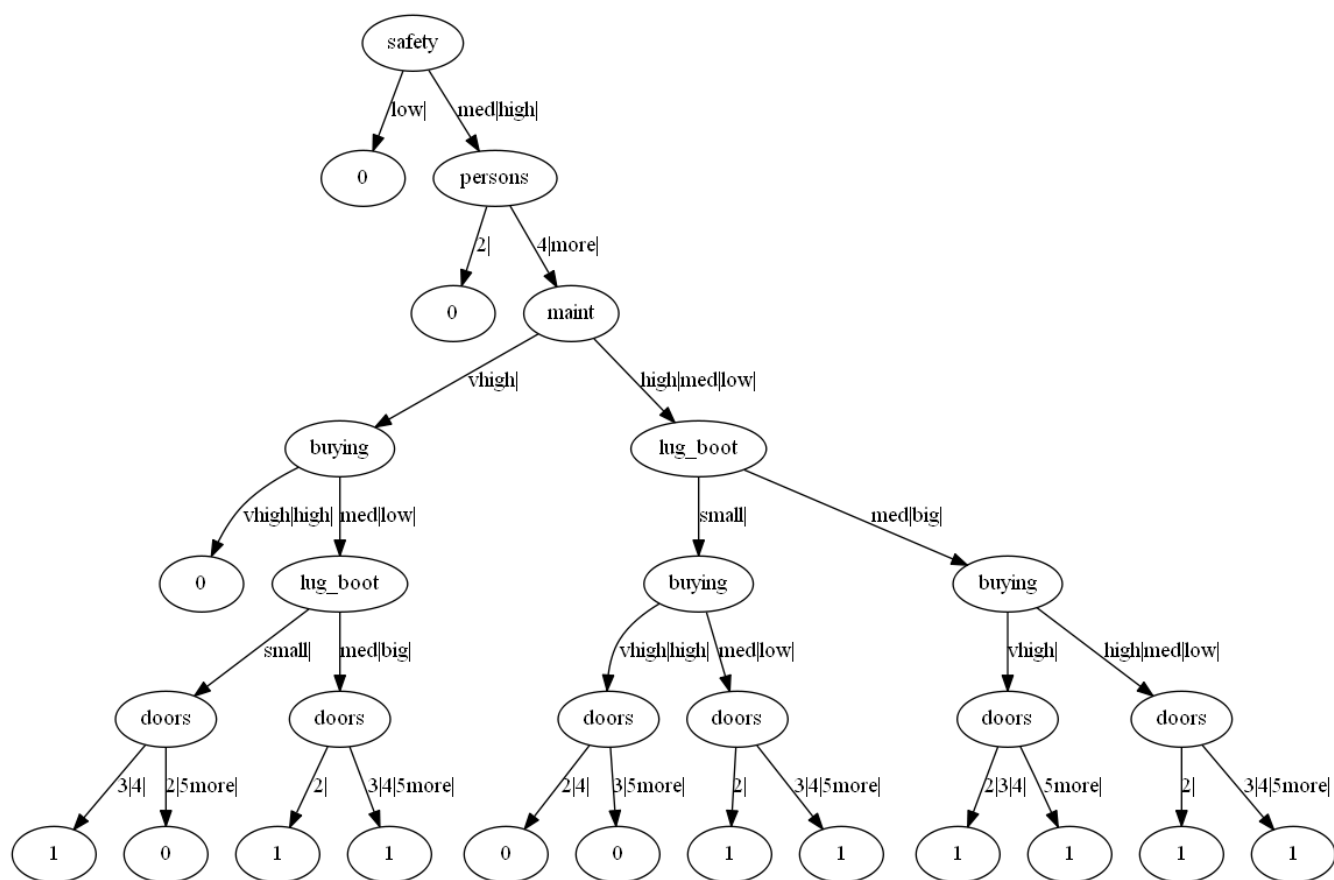 safety
low| med|high|
0 persons
2| 4|more|
0 maint
vhigh| high|med|low|
buying lug_boot
vhigh|high| med|low| small| med|big|
0 lug_boot buying buying
small| med|big| vhigh|high| med|low| vhigh| high|med|low|
doors doors doors doors doors doors
3|4| 2|5more| 2| 3|4|5more| 2|4| 3|5more| 2| 3|4|5more| 2|3|4| 5more| 2| 3|4|5more|
1 0 1 1 0 0 1 1 1 1 1 1